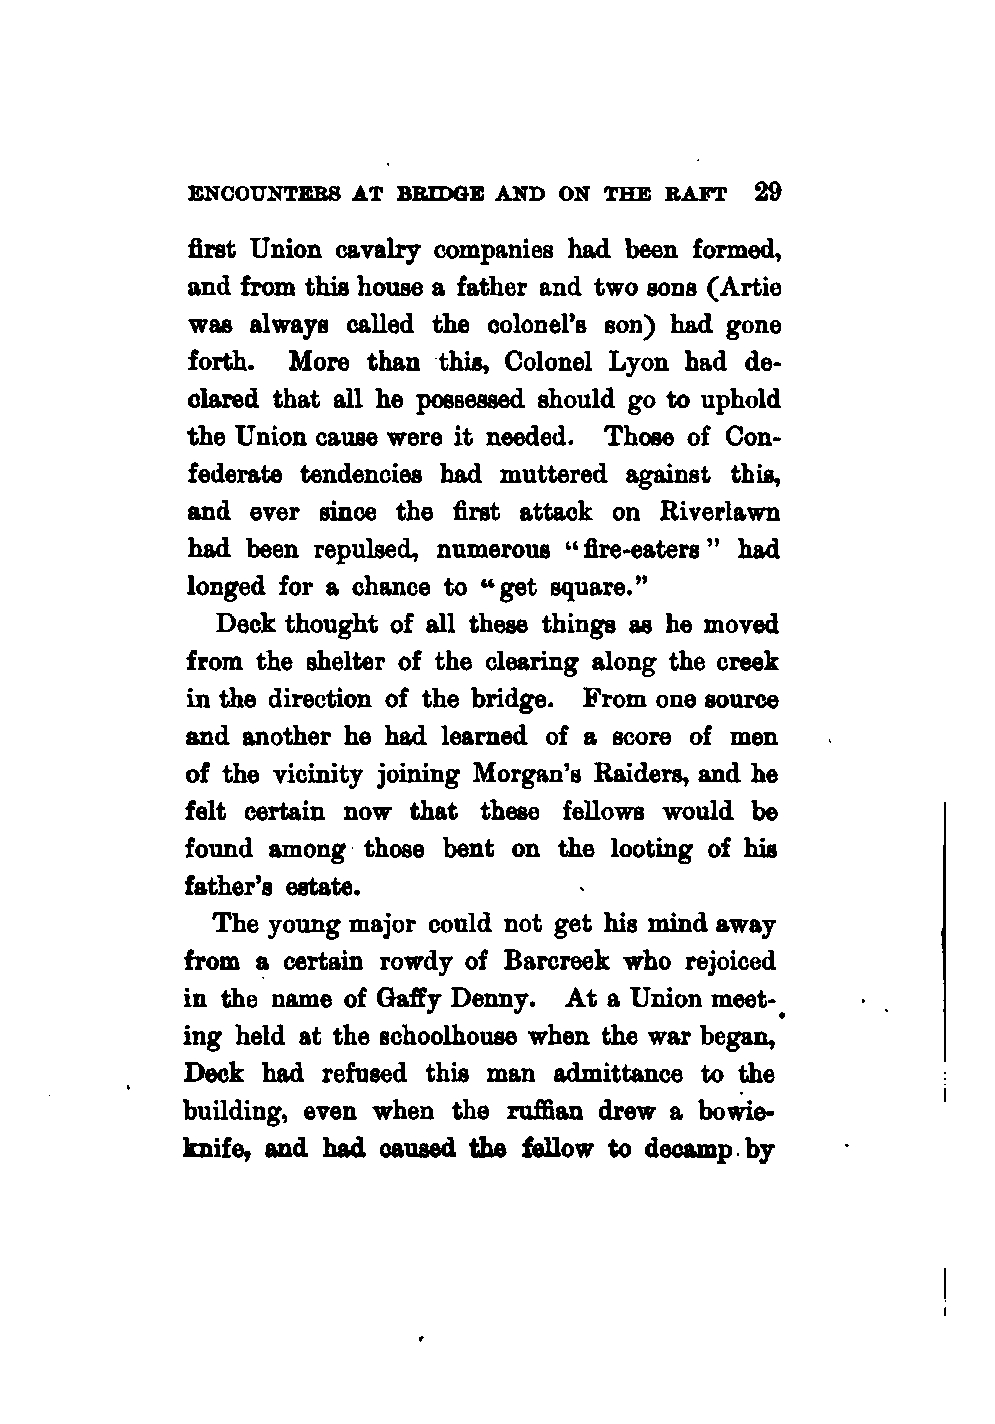 ENCOUNTERS AT BRIDGE AND ON THE RAFT 29
first Union cavalry companies had been formed,
and from this house a father and two sons (Artie
was always called the colonel's son) had gone
forth. More than this, Colonel Lyon had de-
clared that all he possessed should go to uphold
the Union cause were it needed. Those of Con-
federate tendencies had muttered against this,
and ever since the first attack on Riverlawn
had been repulsed, numerous "fire-eaters" had
longed for a chance to "get square."
Deck thought of all these things as he moved
from the shelter of the clearing along the creek
in the direction of the bridge. From one source
and another he had learned of a score of men
of the vicinity joining Morgan's Raiders, and he
felt certain now that these fellows would be
found among those bent on the looting of his
father's estate.
The young major could not get his mind away
from a certain rowdy of Barcreek who rejoiced
in the name of Gaffy Denny. At a Union meet-
ing held at the schoolhouse when the war began,
Deck had refused this man admittance to the
building, even when the ruffian drew a bowie-
knife, and had caused the fellow to decamp by